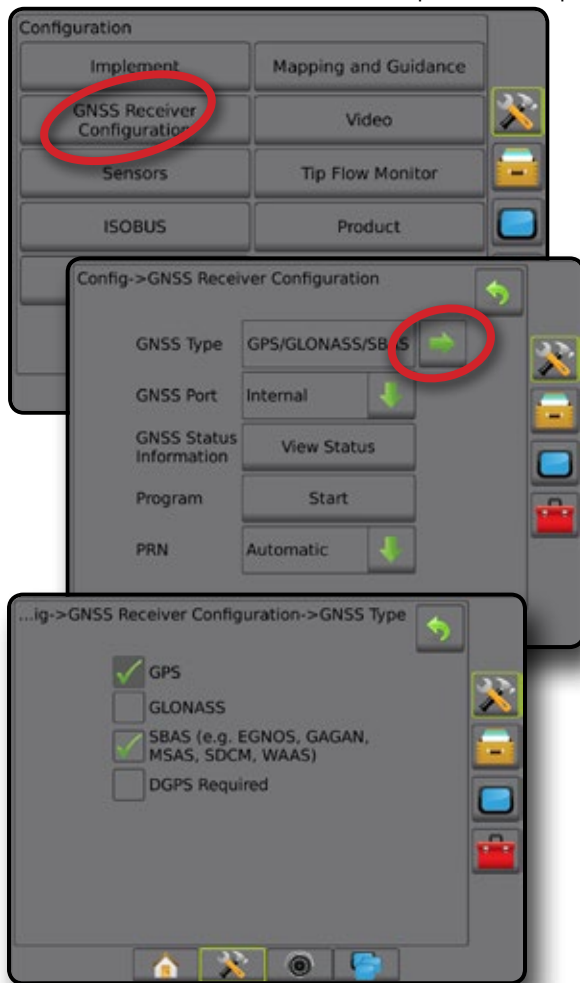 Configuration
Implement
Mapping and Guidance
GNSS Receiver
Configuration
Video
Sensors
Tip Flow Monitor
ISOBUS
Product
Config->GNSS Receiver Configuration
GNSS Type
GPS/GLONASS/SBAS
GNSS Port
Internal
GNSS Status
Information
View Status
Program
Start
PRN
Automatic
...ig->GNSS Receiver Configuration->GNSS Type
GPS
GLONASS
SBAS (e.g. EGNOS, GAGAN,
MSAS, SDCM, WAAS)
DGPS Required